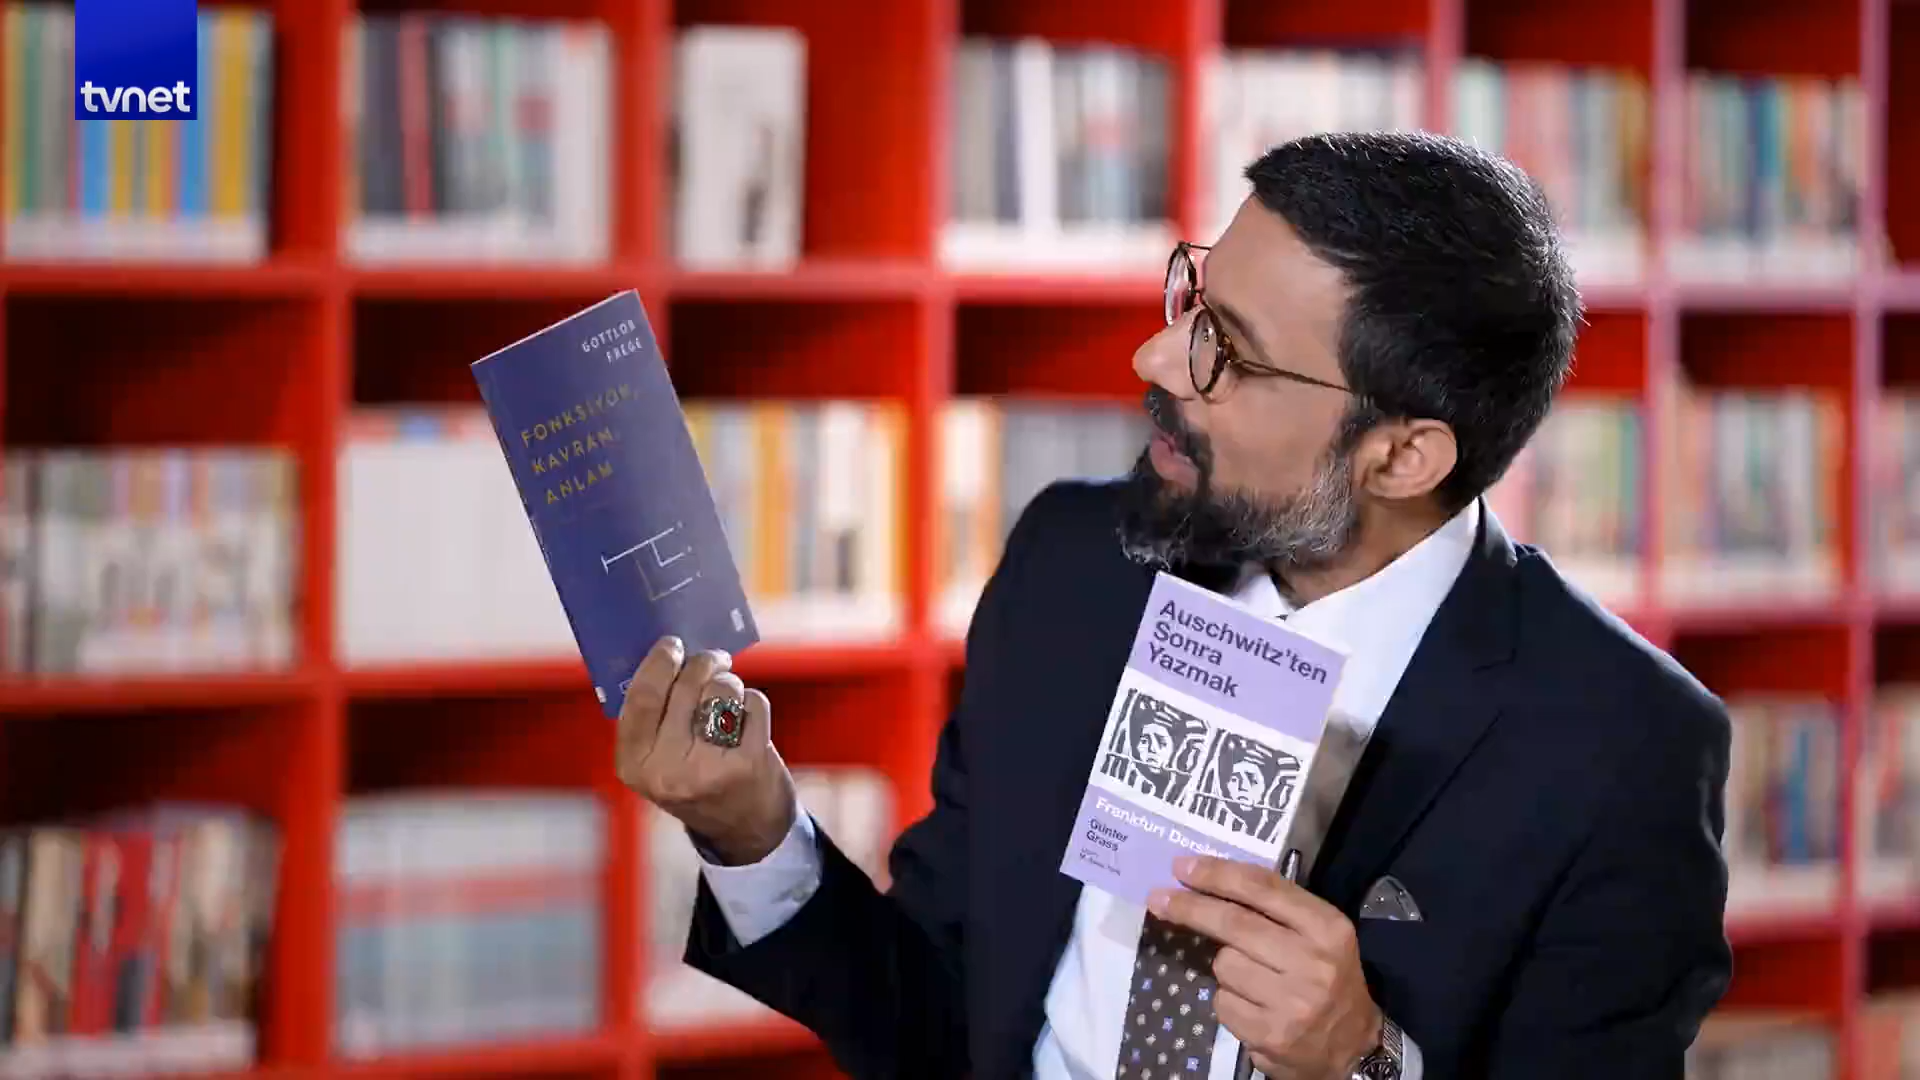 tvnet
GOTTLOB
FREGE
FONKSİYON,
KAVRAM,
ANLAM
Auschwitz'ten
Sonra
Yazmak
Frankfurt Dersleri
Günter
Grass